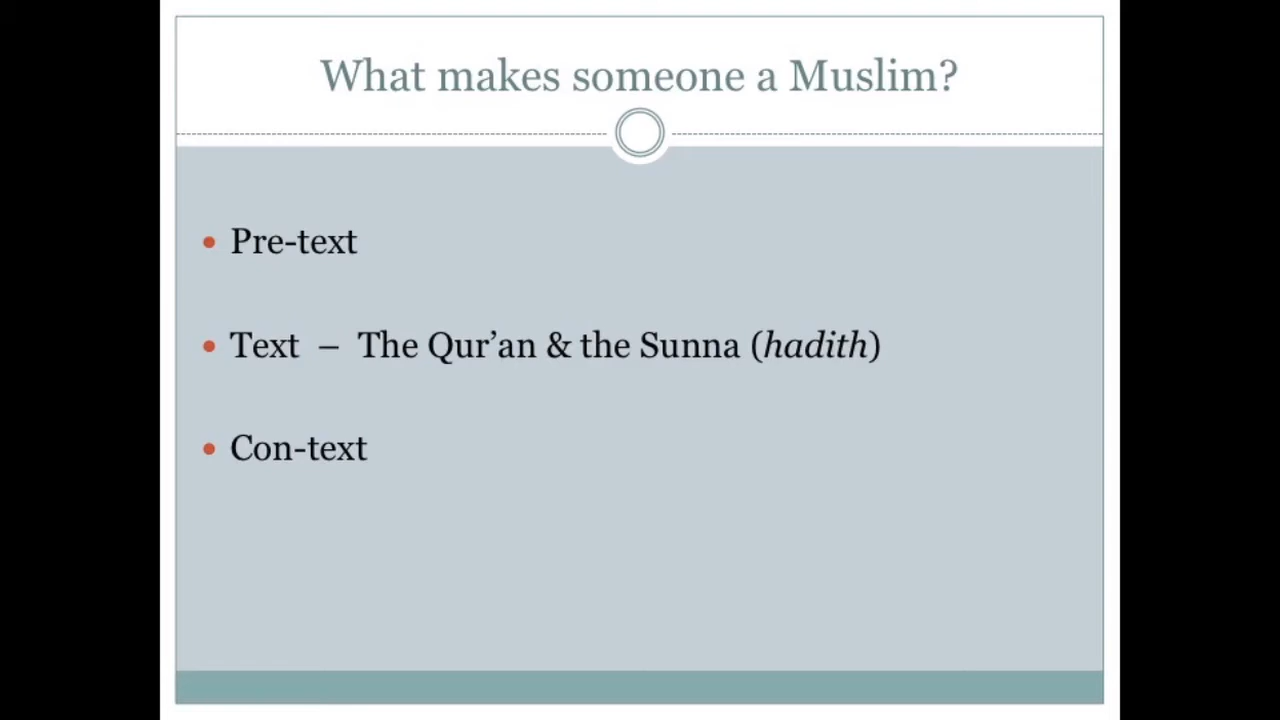 What makes someone a Muslim?
• Pre-text
• Text – The Qur’an & the Sunna (hadith)
• Con-text